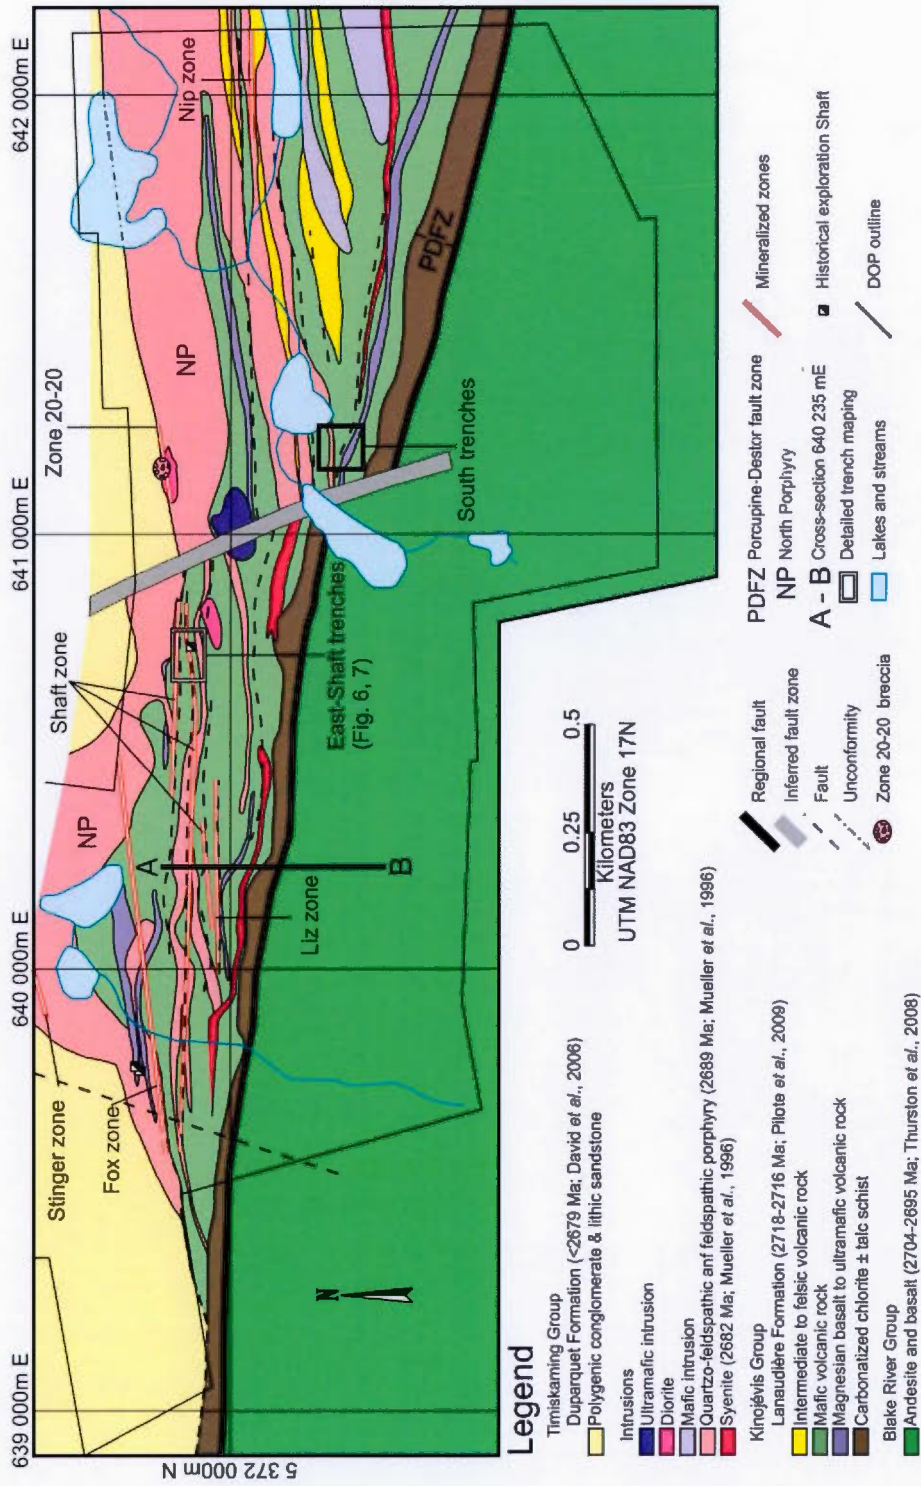 639 000m E
640 000m E
641 000m E
642 000m E
5 372 000m N
Stinger zone
Fox zone
NP
Shaft zone
Zone 20-20
NP
Nip zone
A
B
Liz zone
East-Shaft trenches
(Fig. 6, 7)
South trenches
PDFZ
N
0 0.25 0.5
Kilometers
UTM NAD83 Zone 17N
Legend
Timiskaming Group
Duparquet Formation (<2679 Ma; David et al., 2006)
Polygenic conglomerate & lithic sandstone
Intrusions
Ultramafic intrusion
Diorite
Mafic intrusion
Quartzo-feldspathic anf feldspathic porphyry (2689 Ma; Mueller et al., 1996)
Syenite (2682 Ma; Mueller et al., 1996)
Kinojévis Group
Lanaudière Formation (2718-2716 Ma; Pilote et al., 2009)
Intermediate to felsic volcanic rock
Mafic volcanic rock
Magnesian basalt to ultramafic volcanic rock
Carbonatized chlorite ± talc schist
Blake River Group
Andesite and basalt (2704-2695 Ma; Thurston et al., 2008)
Regional fault
Inferred fault zone
Fault
Unconformity
Zone 20-20 breccia
PDFZ Porcupine-Destor fault zone
NP North Porphyry
A - B Cross-section 640 235 mE
Detailed trench maping
Lakes and streams
Mineralized zones
Historical exploration Shaft
DOP outline